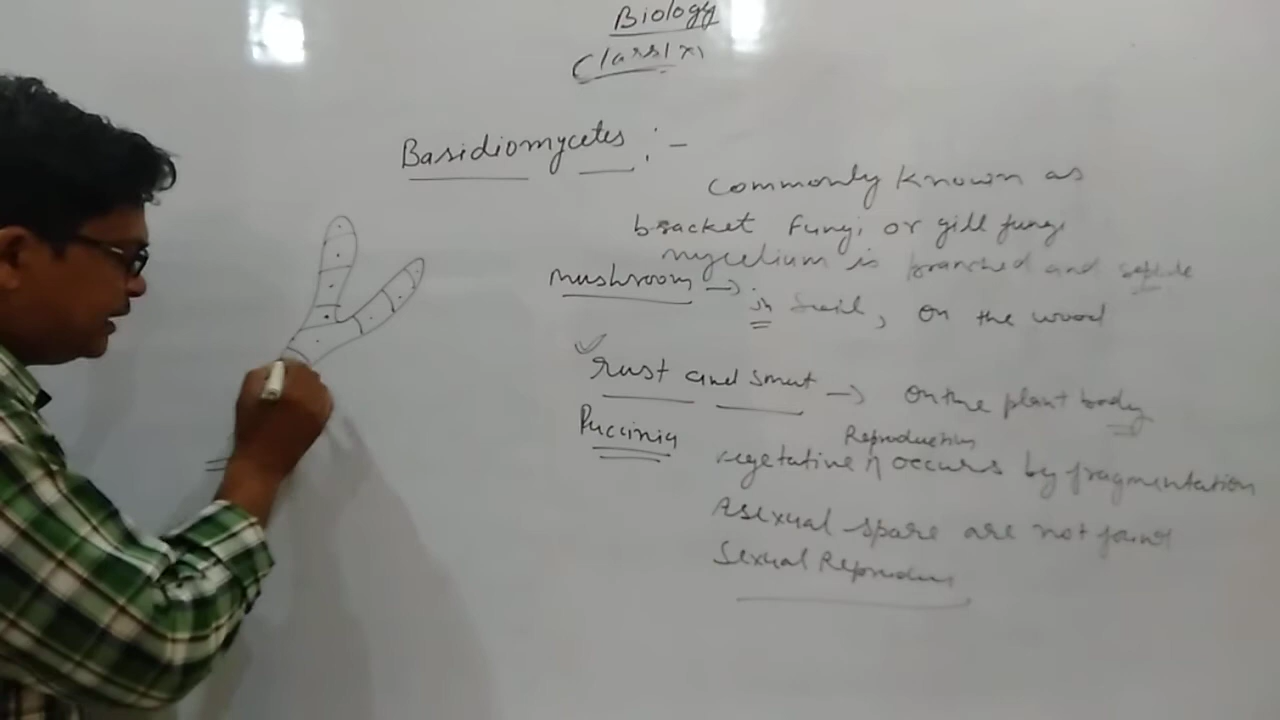 Biology
Class XI
Basidiomycetes :-
Commonly known as
bracket fungi or gill fungi
mycelium is branched and septate
mushroom → in soil, on the wood
rust and smut → on the plant body
Puccinia
Reproduction
vegetative ^ occurs by fragmentation
Asexual spore are not found
Sexual